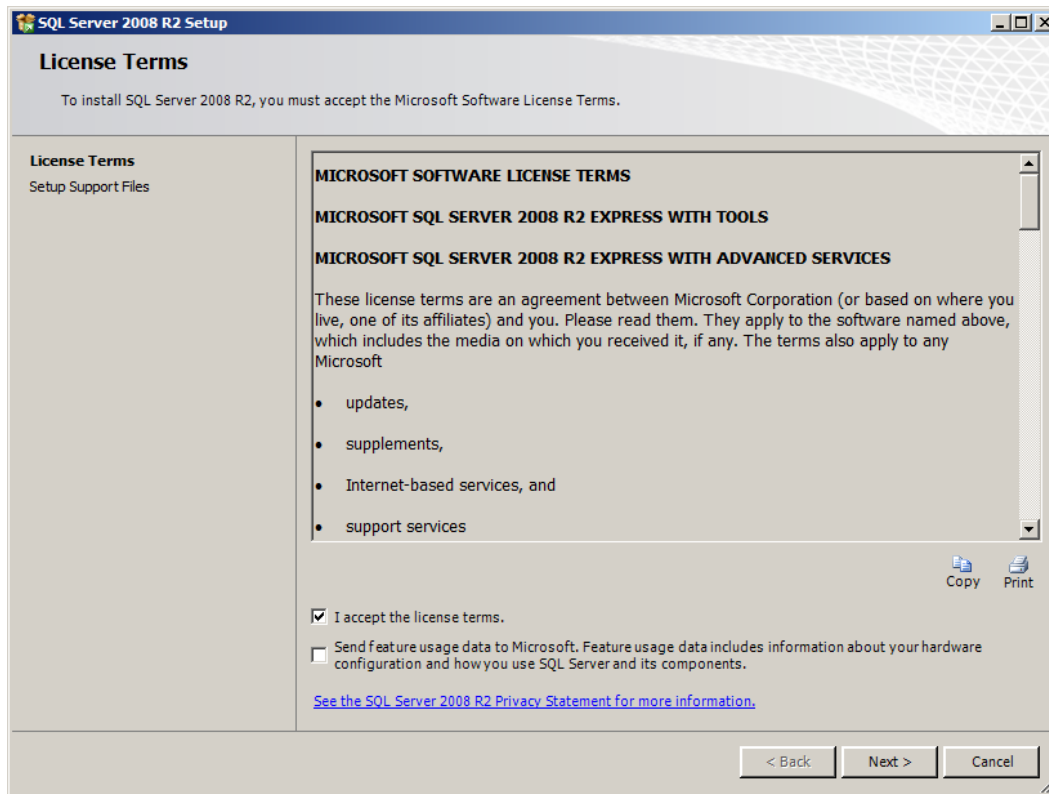 SQL Server 2008 R2 Setup
License Terms
To install SQL Server 2008 R2, you must accept the Microsoft Software License Terms.
License Terms
Setup Support Files
MICROSOFT SOFTWARE LICENSE TERMS
MICROSOFT SQL SERVER 2008 R2 EXPRESS WITH TOOLS
MICROSOFT SQL SERVER 2008 R2 EXPRESS WITH ADVANCED SERVICES
These license terms are an agreement between Microsoft Corporation (or based on where you
live, one of its affiliates) and you. Please read them. They apply to the software named above,
which includes the media on which you received it, if any. The terms also apply to any
Microsoft
• updates,
• supplements,
• Internet-based services, and
• support services
Copy Print
I accept the license terms.
Send feature usage data to Microsoft. Feature usage data includes information about your hardware
configuration and how you use SQL Server and its components.
See the SQL Server 2008 R2 Privacy Statement for more information.
< Back Next > Cancel